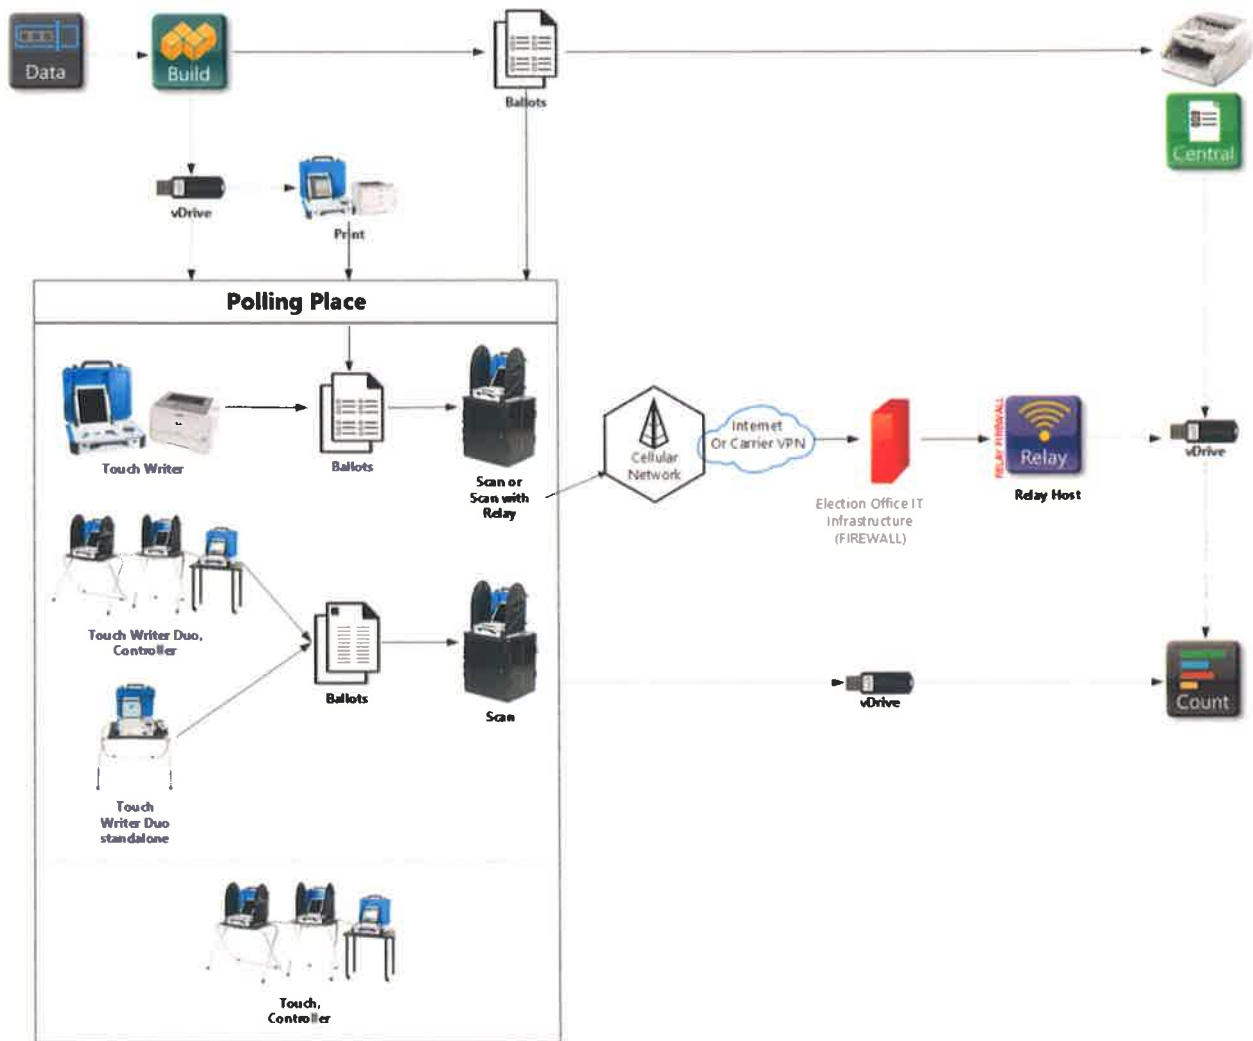 Data
Build
Ballots
Central
vDrive
Print
Polling Place
Touch Writer
Ballots
Scan or
Scan with
Relay
Cellular
Network
Internet
Or Carrier VPN
Election Office IT
Infrastructure
(FIREWALL)
RELAY FIREWALL
Relay
Relay Host
vDrive
Touch Writer Duo,
Controller
Ballots
Scan
vDrive
Count
Touch
Writer Duo
standalone
Touch,
Controller